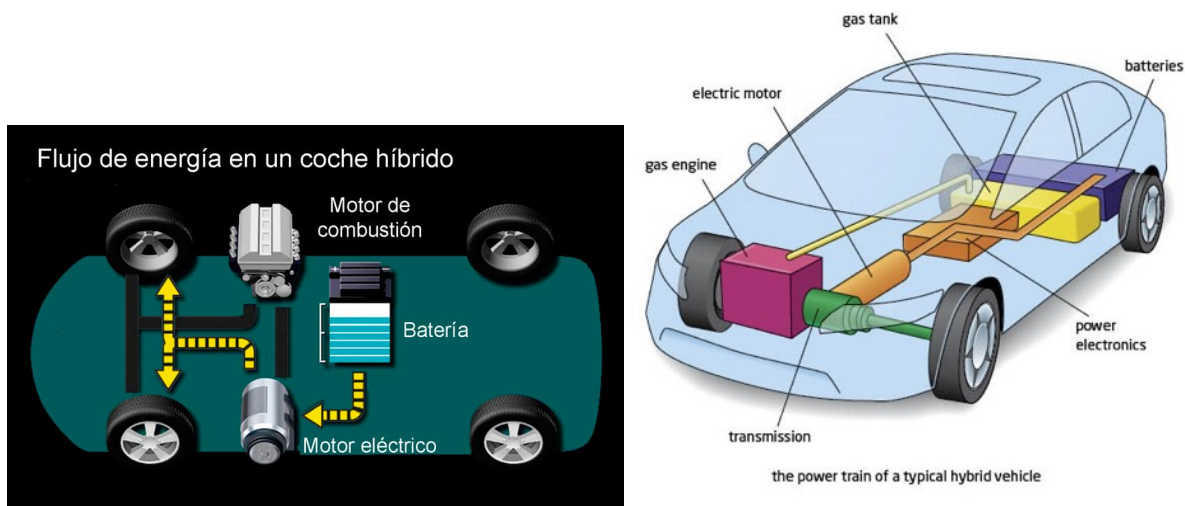 Flujo de energía en un coche híbrido
Motor de
combustión
Batería
Motor eléctrico
gas tank
batteries
electric motor
gas engine
power
electronics
transmission
the power train of a typical hybrid vehicle